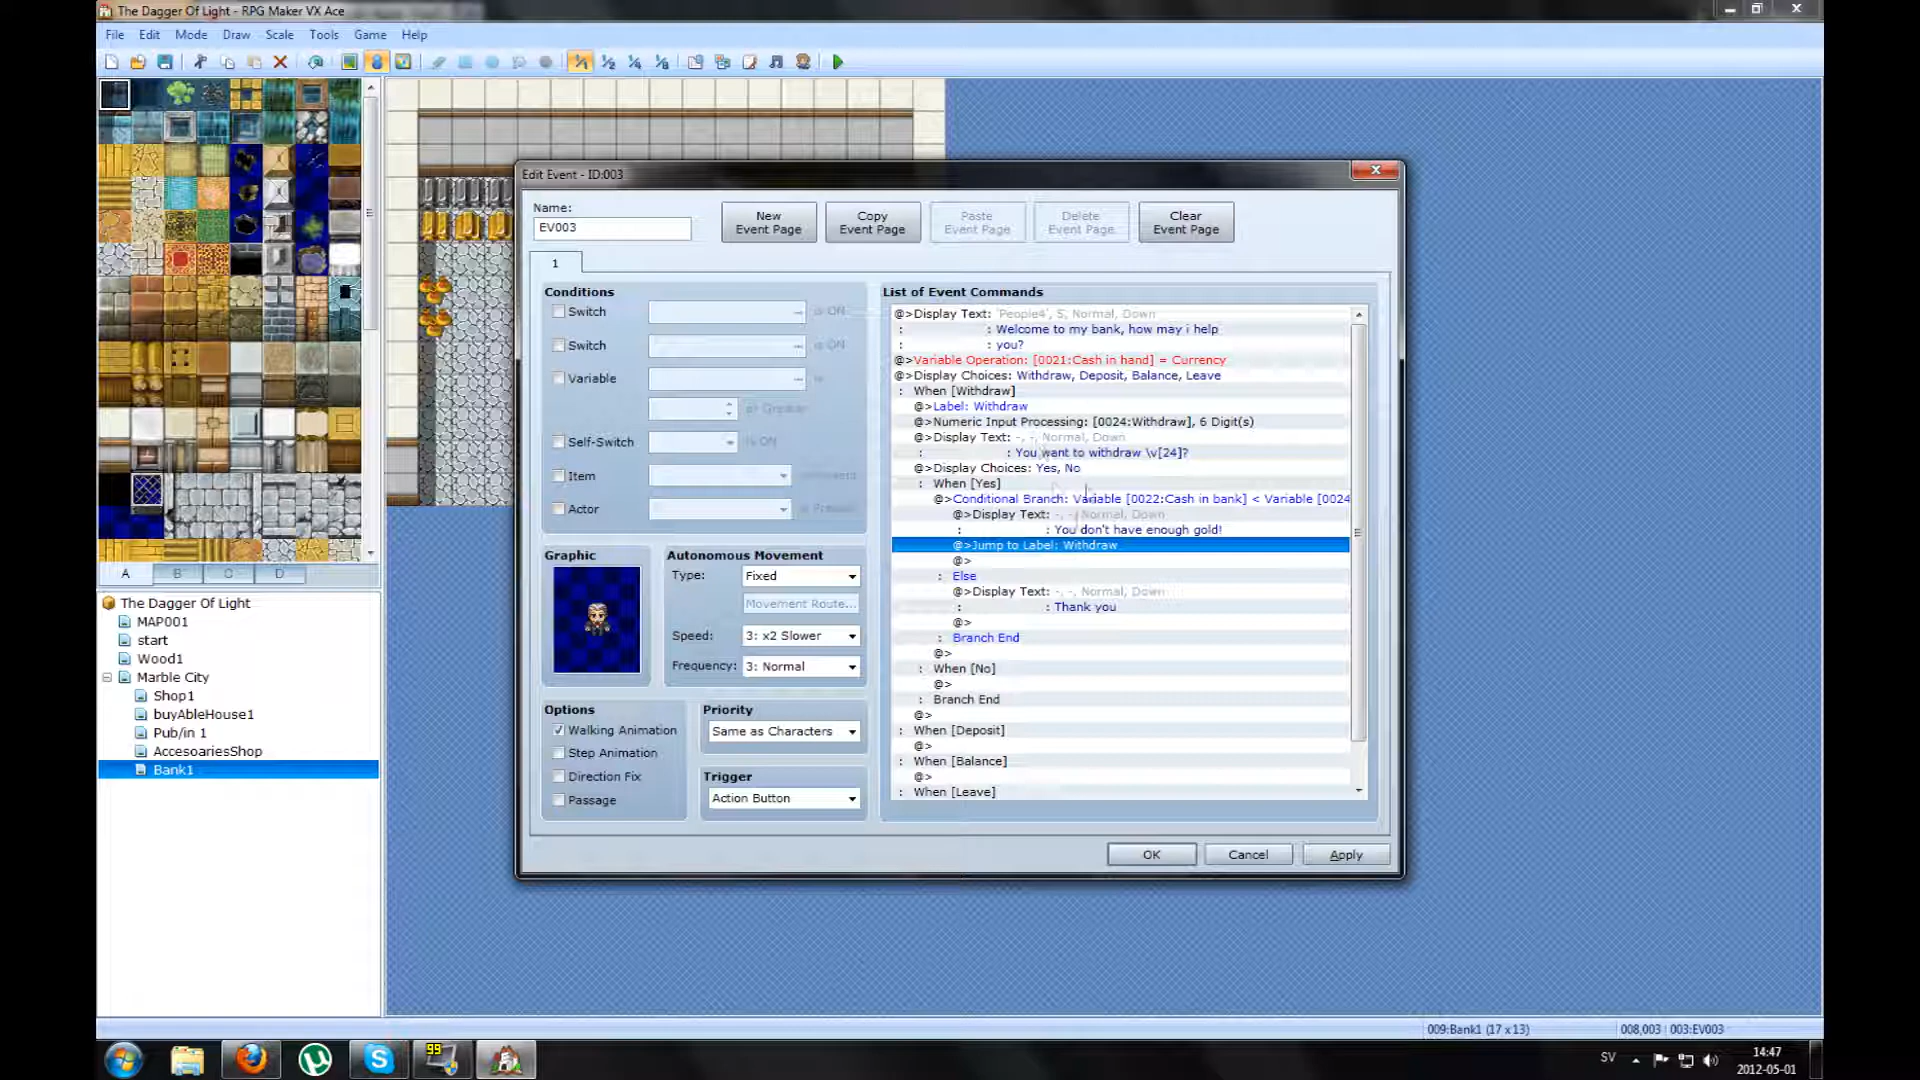 The Dagger Of Light - RPG Maker VX Ace
File Edit Mode Draw Scale Tools Game Help
Edit Event - ID:003
Name:
EV003
New Event Page
Copy Event Page
Paste Event Page
Delete Event Page
Clear Event Page
1
Conditions
Switch is ON
Switch is ON
Variable is
or Greater
Self-Switch is ON
Item
Actor
Graphic
Autonomous Movement
Type: Fixed
Movement Route...
Speed: 3: x2 Slower
Frequency: 3: Normal
Options
Walking Animation
Step Animation
Direction Fix
Passage
Priority
Same as Characters
Trigger
Action Button
List of Event Commands
@>Display Text: 'People4', 5, Normal, Down
: : Welcome to my bank, how may i help
: : you?
@>Variable Operation: [0021:Cash in hand] = Currency
@>Display Choices: Withdraw, Deposit, Balance, Leave
: When [Withdraw]
@>Label: Withdraw
@>Numeric Input Processing: [0024:Withdraw], 6 Digit(s)
@>Display Text: -, -, Normal, Down
: : You want to withdraw \v[24]?
@>Display Choices: Yes, No
: When [Yes]
@>Conditional Branch: Variable [0022:Cash in bank] < Variable [0024
@>Display Text: -, -, Normal, Down
: : You don't have enough gold!
@>Jump to Label: Withdraw
@>
: Else
@>Display Text: -, -, Normal, Down
: : Thank you
@>
: Branch End
@>
: When [No]
@>
: Branch End
@>
: When [Deposit]
@>
: When [Balance]
@>
: When [Leave]
OK Cancel Apply
A B C D
The Dagger Of Light
MAP001
start
Wood1
Marble City
Shop1
buyAbleHouse1
Pub/in 1
AccesoariesShop
Bank1
009:Bank1 (17 x 13) 008,003 003:EV003
99
SV
14:47
2012-05-01